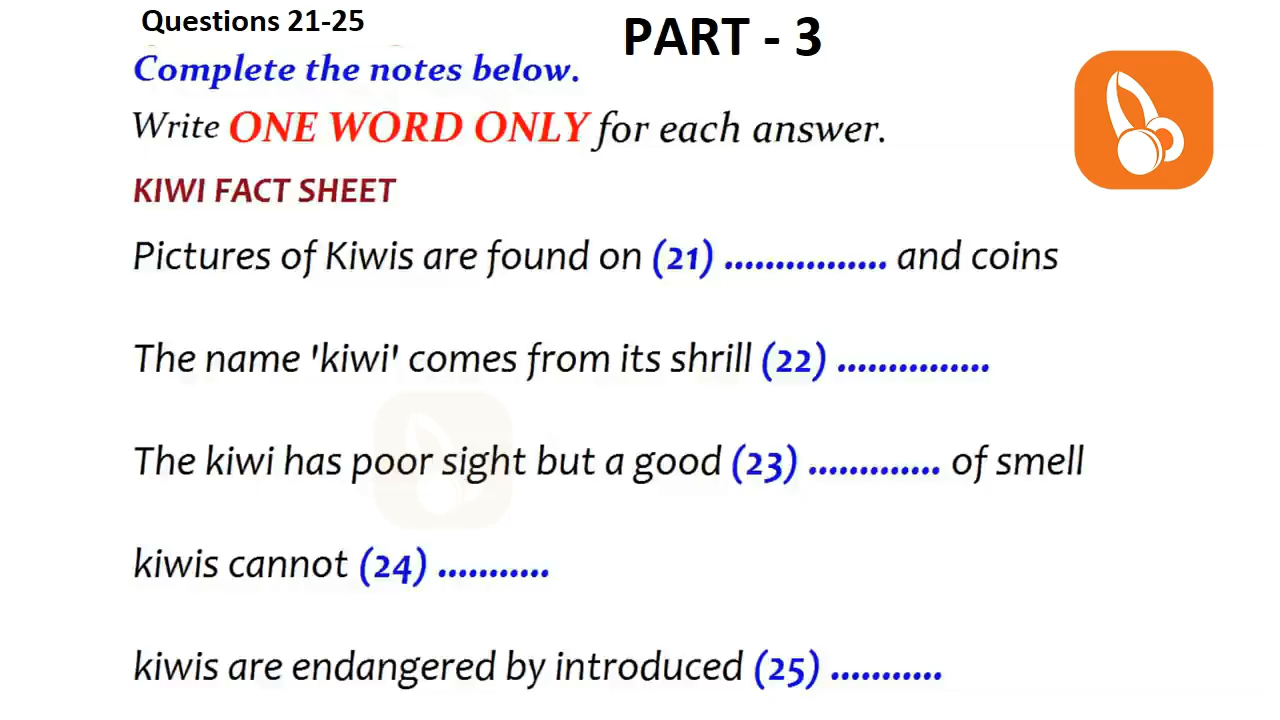 Questions 21-25
PART - 3
Complete the notes below.
Write ONE WORD ONLY for each answer.
KIWI FACT SHEET
Pictures of Kiwis are found on (21) ................ and coins
The name 'kiwi' comes from its shrill (22) ...............
The kiwi has poor sight but a good (23) ............. of smell
kiwis cannot (24) ...........
kiwis are endangered by introduced (25) ...........